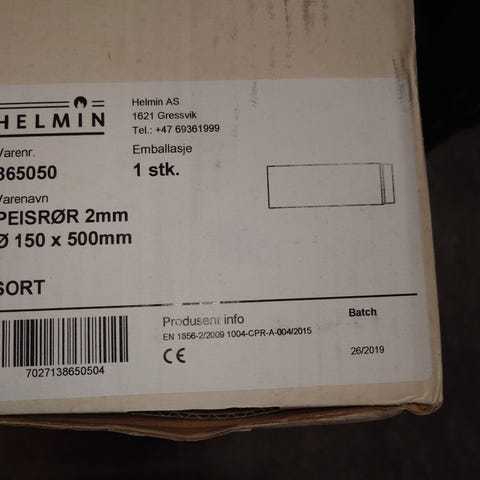 HELMIN
Helmin AS
1621 Gressvik
Tel.: +47 69361999
Varenr.
865050
Emballasje
1 stk.
Varenavn
PEISRØR 2mm
Ø 150 x 500mm
SORT
7027138650504
Produsent info
EN 1856-2/2009 1004-CPR-A-004/2015
CE
Batch
26/2019